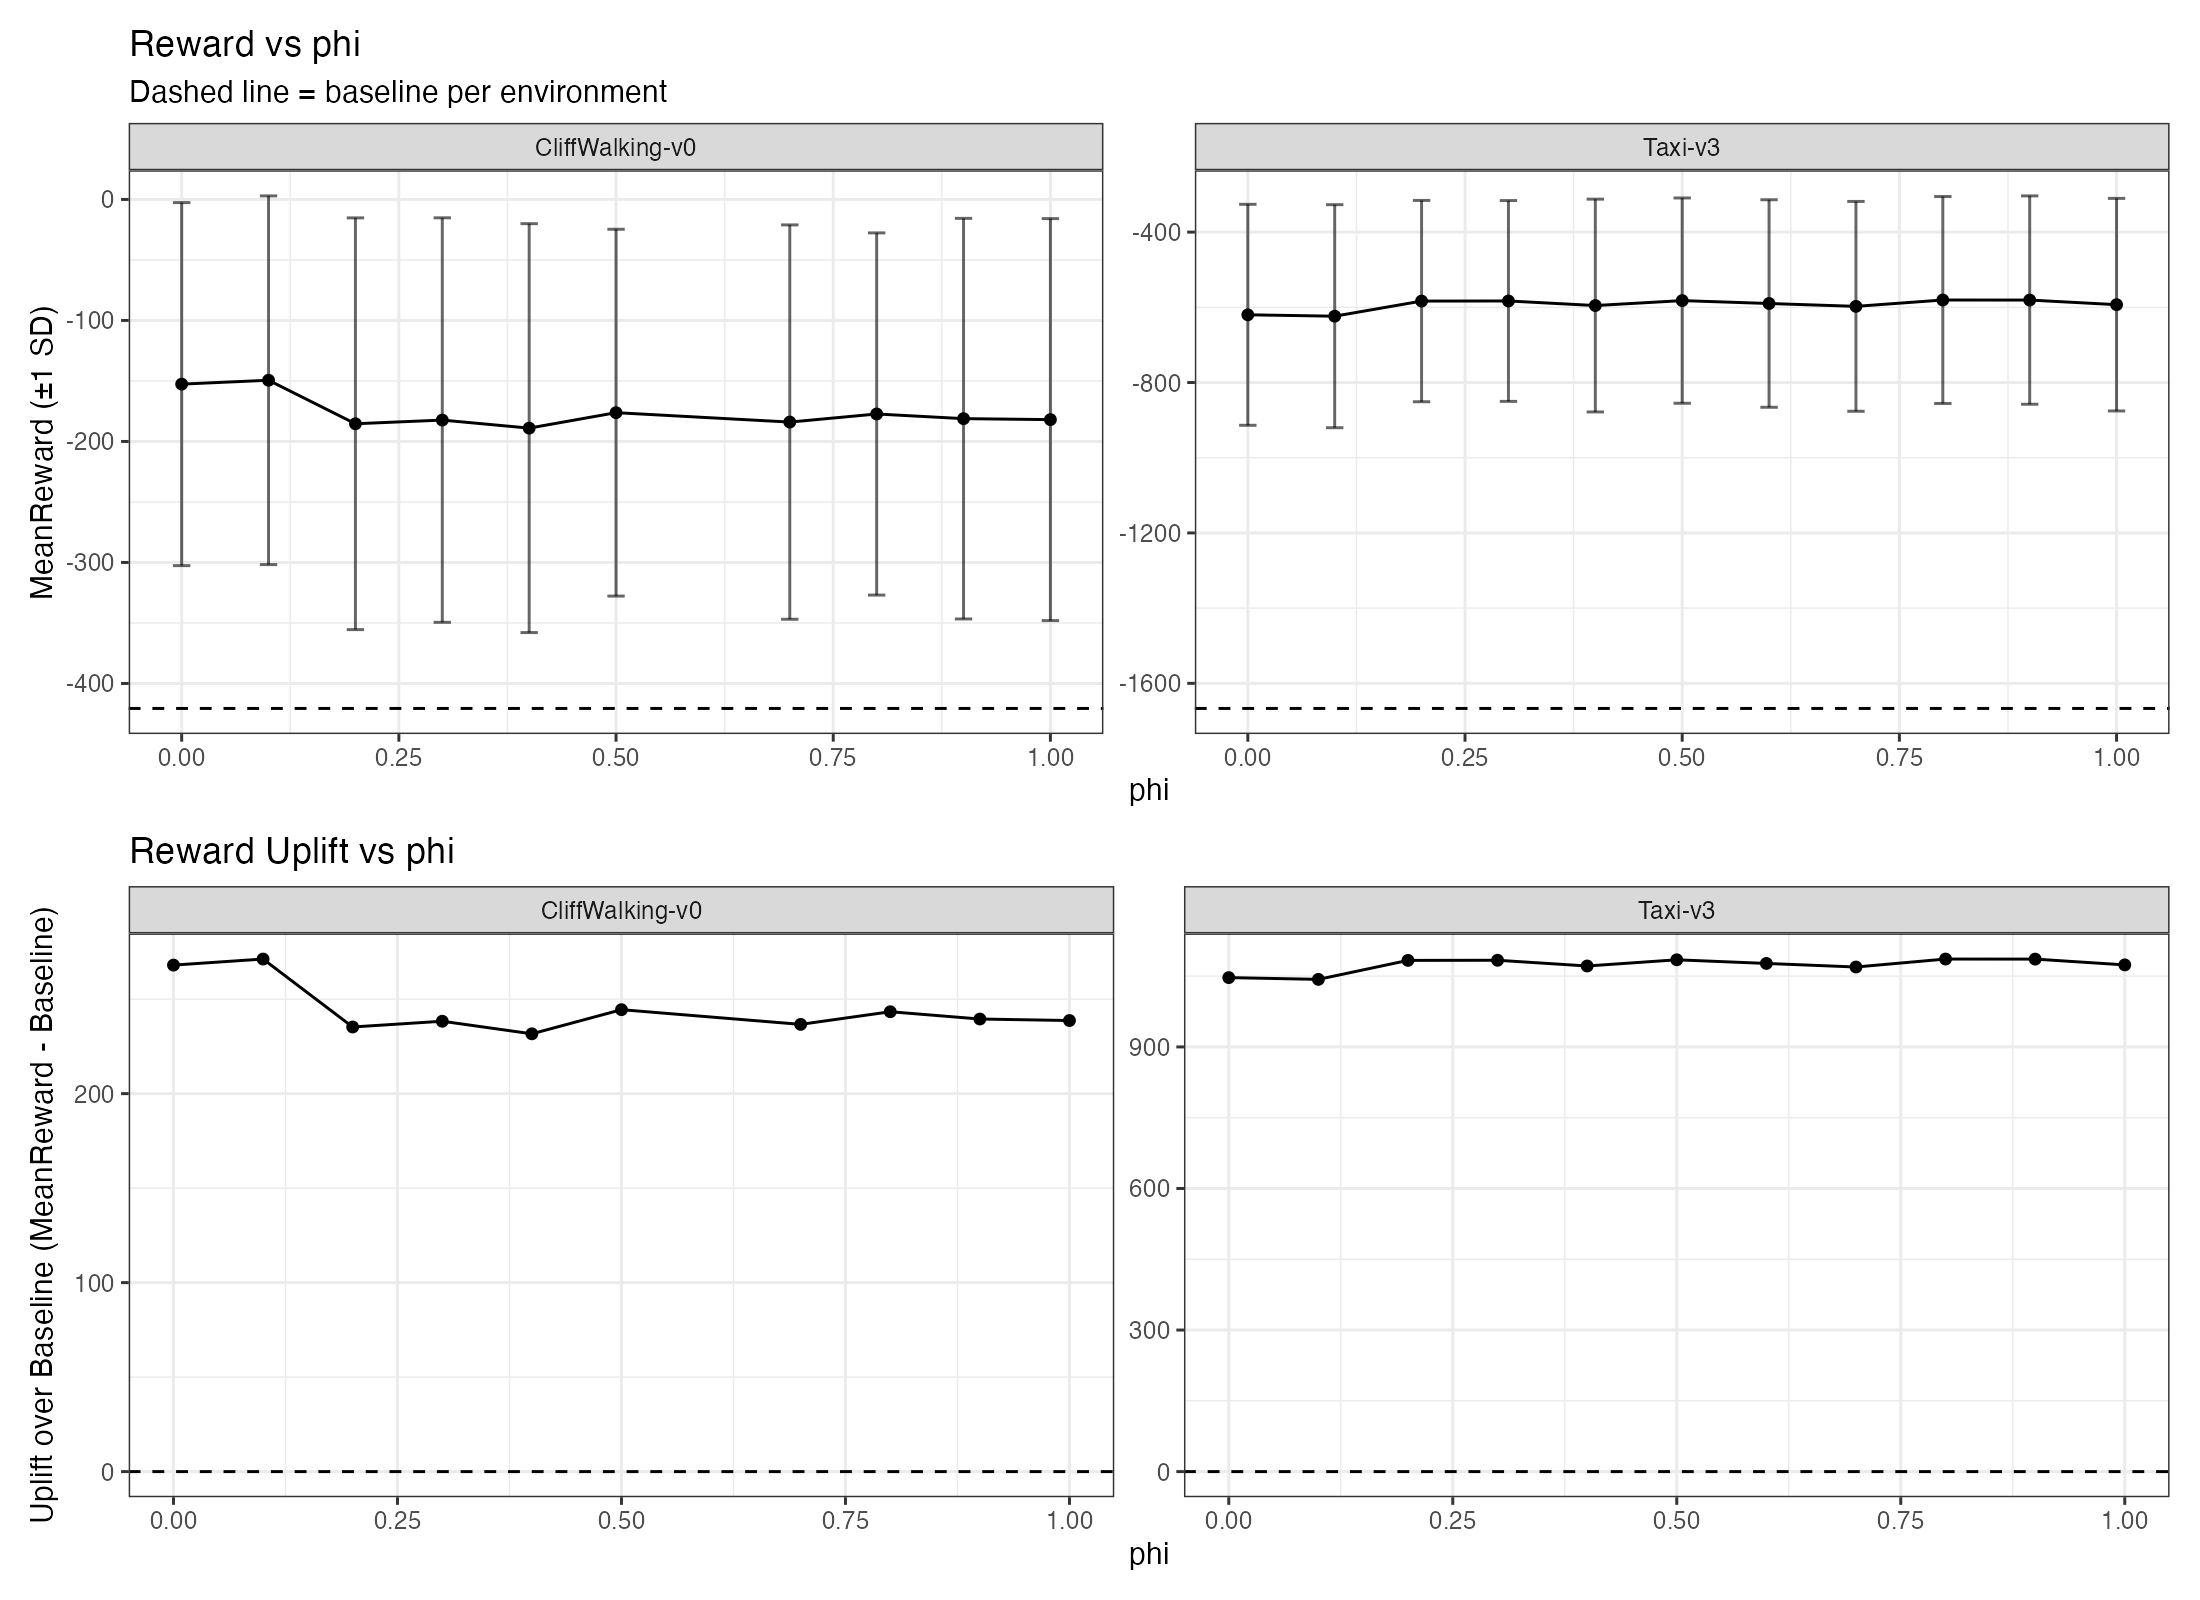 Reward vs phi
Dashed line = baseline per environment
CliffWalking-v0
Taxi-v3
MeanReward (±1 SD)
0
-100
-200
-300
-400
-400
-800
-1200
-1600
0.00 0.25 0.50 0.75 1.00
0.00 0.25 0.50 0.75 1.00
phi
Reward Uplift vs phi
CliffWalking-v0
Taxi-v3
Uplift over Baseline (MeanReward - Baseline)
200
100
0
900
600
300
0
0.00 0.25 0.50 0.75 1.00
0.00 0.25 0.50 0.75 1.00
phi